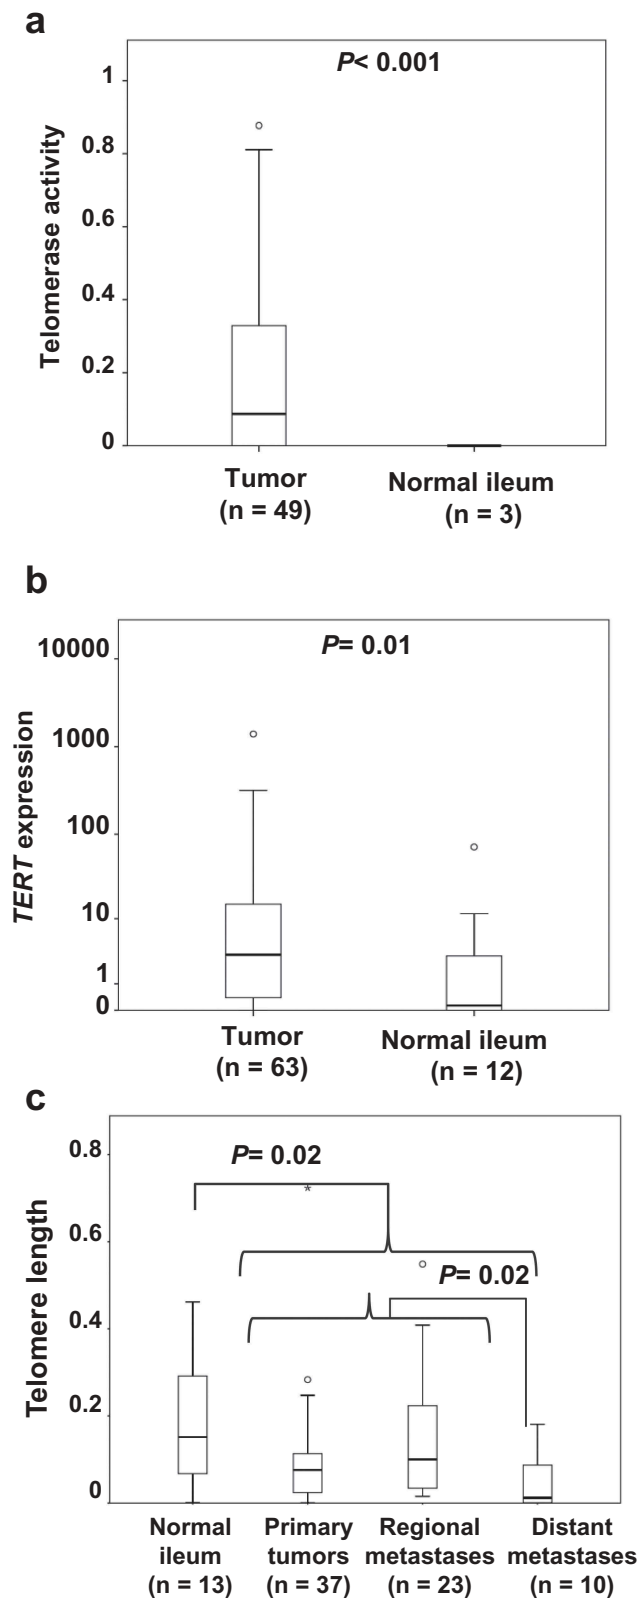 a
P< 0.001
Telomerase activity
1
0.8
0.6
0.4
0.2
0
Tumor
(n = 49)
Normal ileum
(n = 3)
b
P= 0.01
TERT expression
10000
1000
100
10
1
0
Tumor
(n = 63)
Normal ileum
(n = 12)
c
P= 0.02
P= 0.02
Telomere length
0.8
0.6
0.4
0.2
0
Normal
ileum
(n = 13)
Primary
tumors
(n = 37)
Regional
metastases
(n = 23)
Distant
metastases
(n = 10)